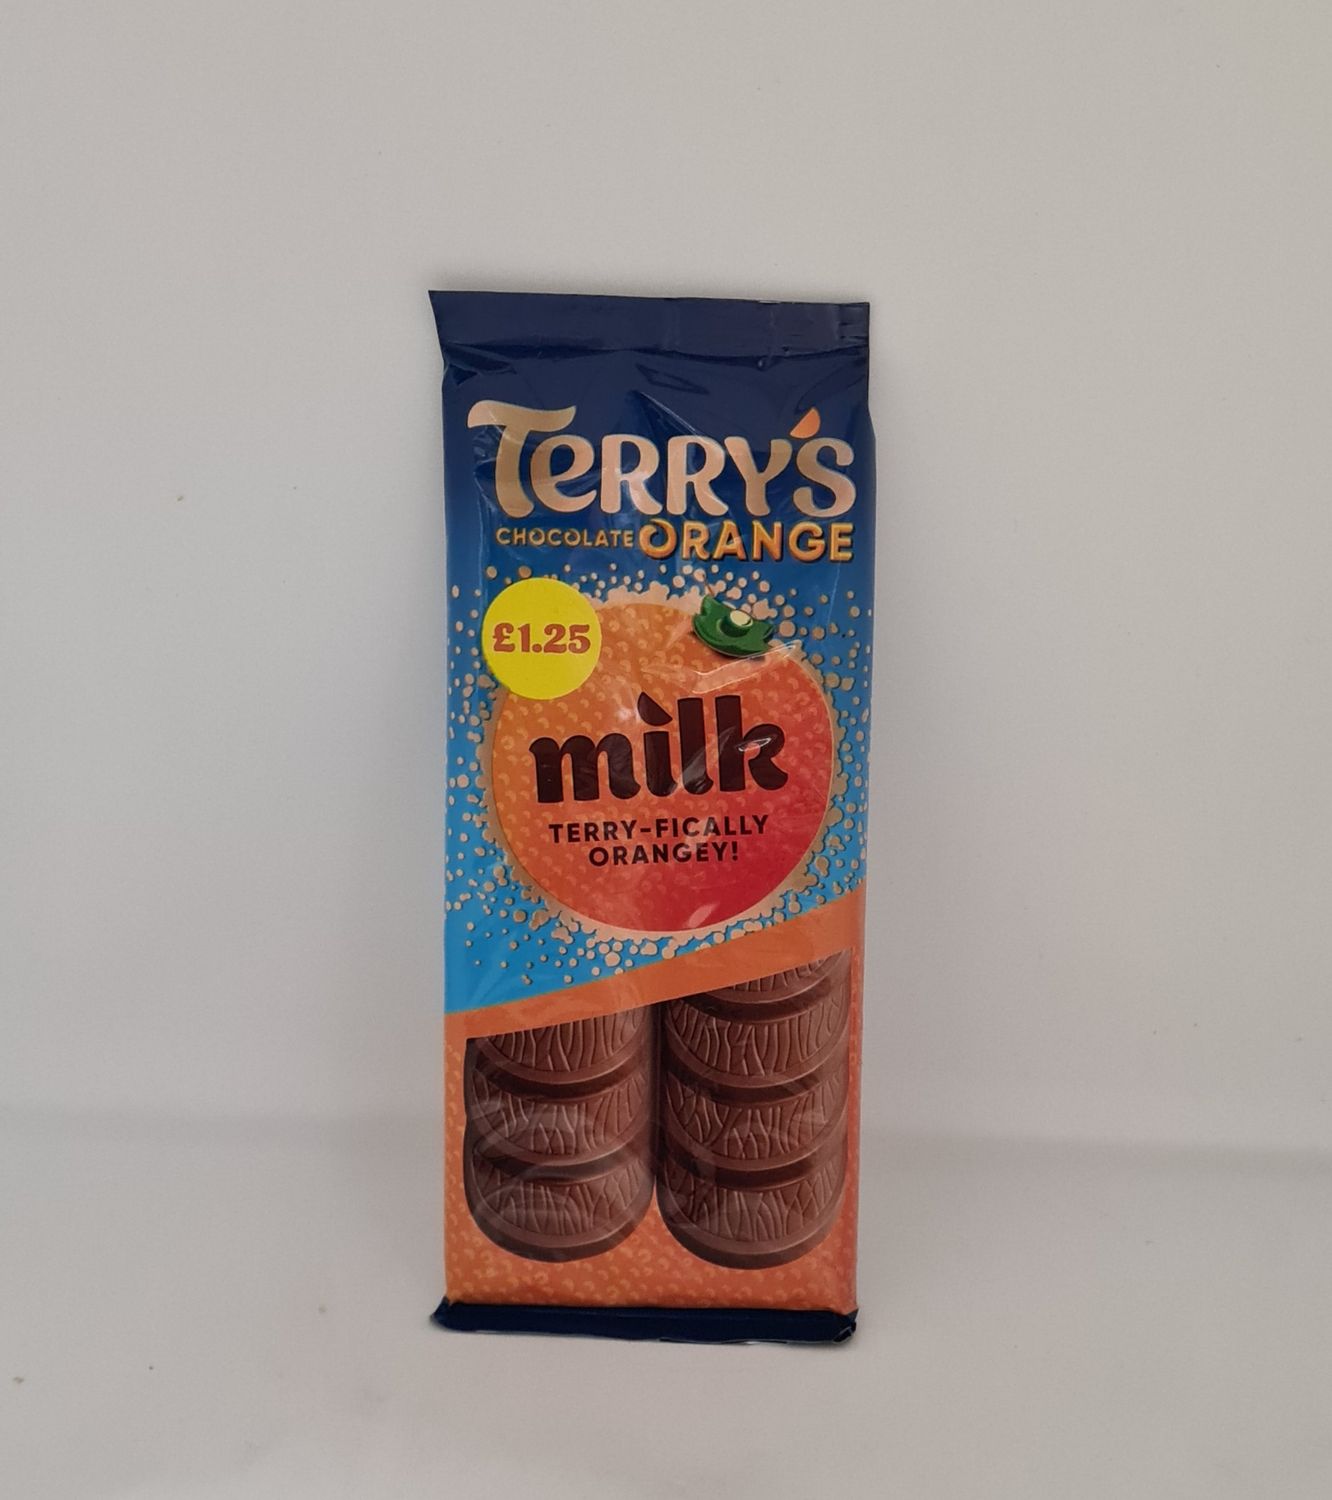 TERRY'S
CHOCOLATE ORANGE
£1.25
milk
TERRY-FICALLY
ORANGEY!